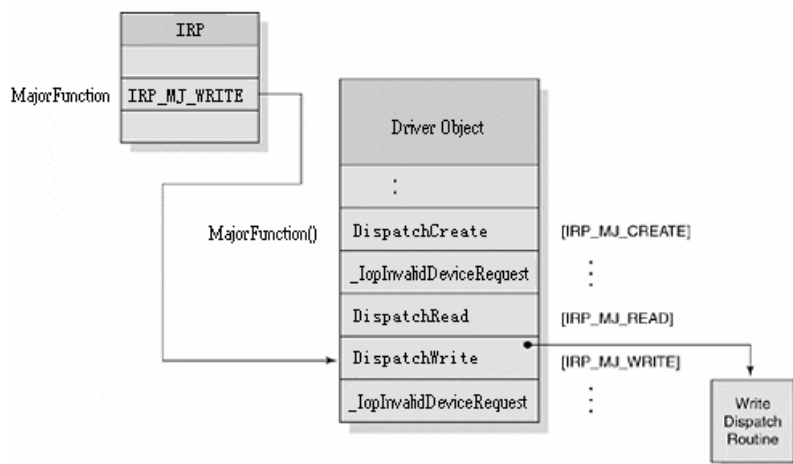 IRP
MajorFunction
IRP_MJ_WRITE
Driver Object
:
MajorFunction()
DispatchCreate
[IRP_MJ_CREATE]
_IopInvalidDeviceRequest
⋮
DispatchRead
[IRP_MJ_READ]
DispatchWrite
[IRP_MJ_WRITE]
_IopInvalidDeviceRequest
⋮
Write
Dispatch
Routine